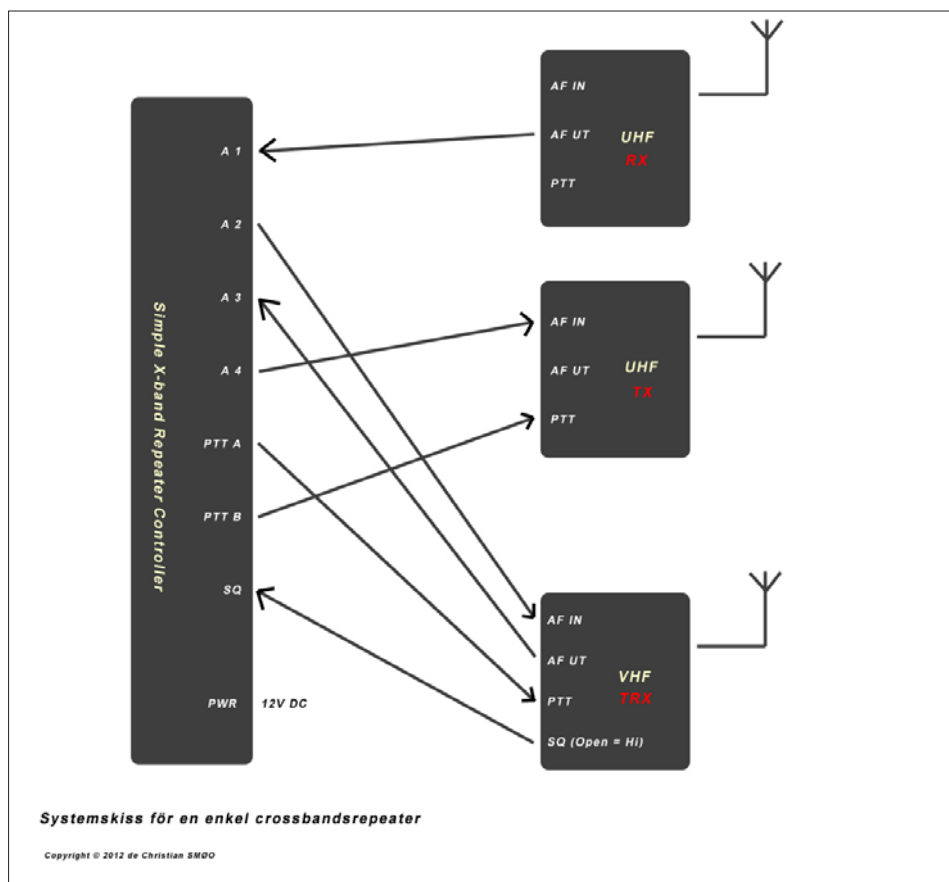 AF IN
AF UT
UHF
RX
PTT
A 1
A 2
A 3
A 4
PTT A
PTT B
SQ
PWR
12V DC
Simple X-band Repeater Controller
AF IN
UHF
AF UT
TX
PTT
AF IN
AF UT
VHF
PTT
TRX
SQ (Open = Hi)
Systemskiss för en enkel crossbandsrepeater
Copyright © 2012 de Christian SMØO